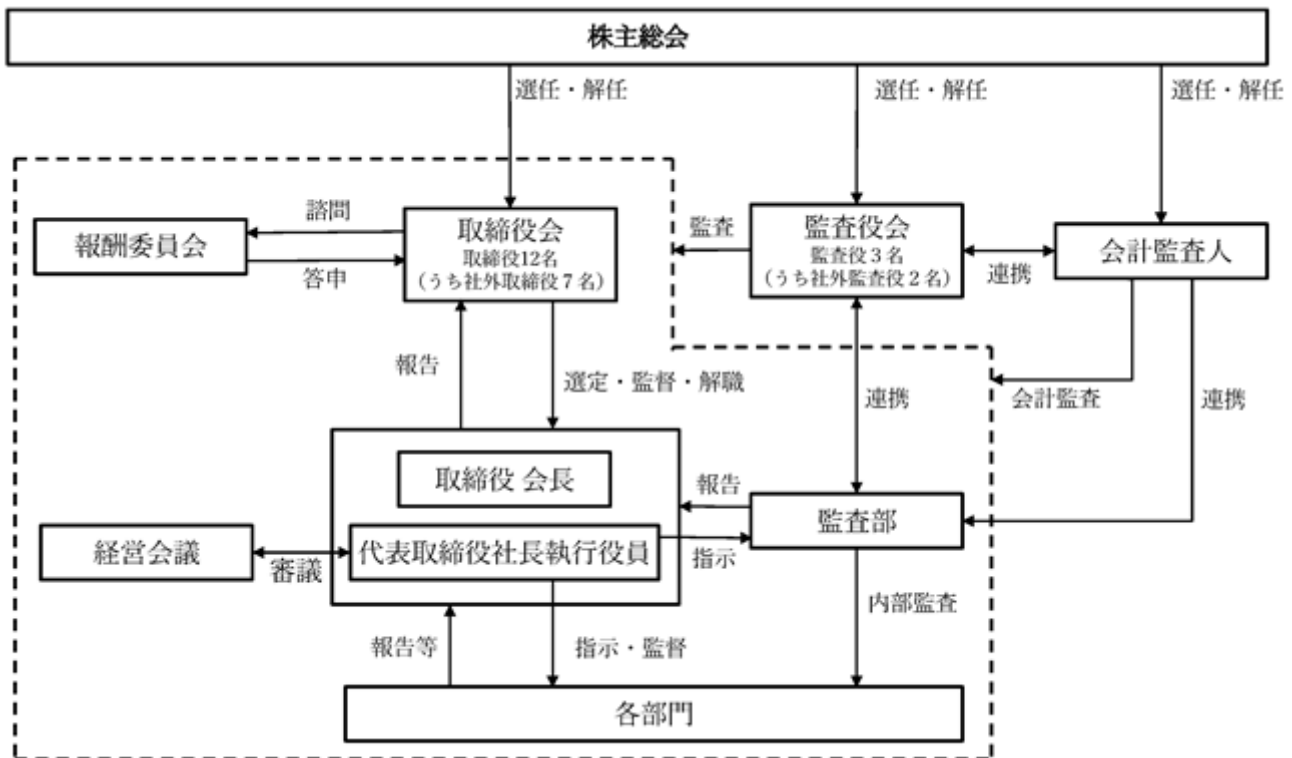 株主総会
選任・解任
選任・解任
選任・解任
諮問
報酬委員会
答申
取締役会
取締役12名
（うち社外取締役７名）
監査
監査役会
監査役３名
（うち社外監査役２名）
連携
会計監査人
報告
選定・監督・解職
連携
会計監査
連携
取締役 会長
報告
監査部
経営会議
審議
代表取締役社長執行役員
指示
内部監査
報告等
指示・監督
各部門